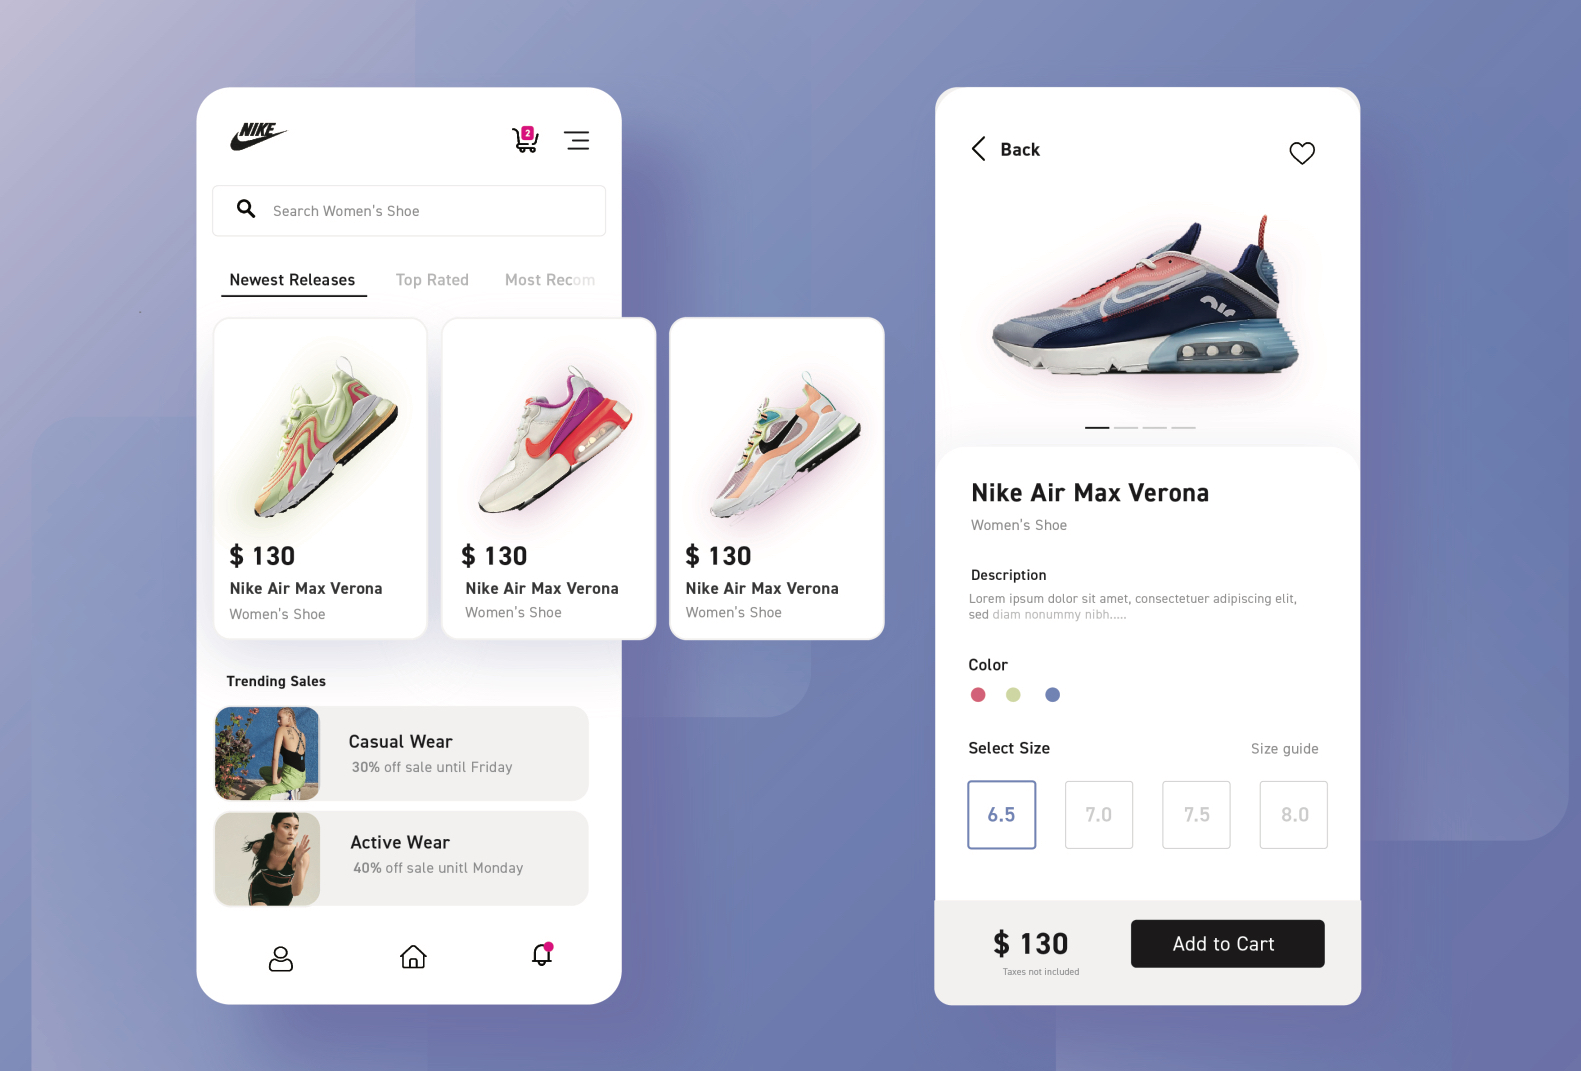 NIKE
2
Search Women's Shoe
Newest Releases
Top Rated
Most Recom
$ 130
Nike Air Max Verona
Women's Shoe
$ 130
Nike Air Max Verona
Women's Shoe
$ 130
Nike Air Max Verona
Women's Shoe
Trending Sales
Casual Wear
30% off sale until Friday
Active Wear
40% off sale unitl Monday
Back
Air
Nike Air Max Verona
Women's Shoe
Description
Lorem ipsum dolor sit amet, consectetuer adipiscing elit,
sed diam nonummy nibh.....
Color
Select Size
Size guide
6.5
7.0
7.5
8.0
$ 130
Taxes not included
Add to Cart